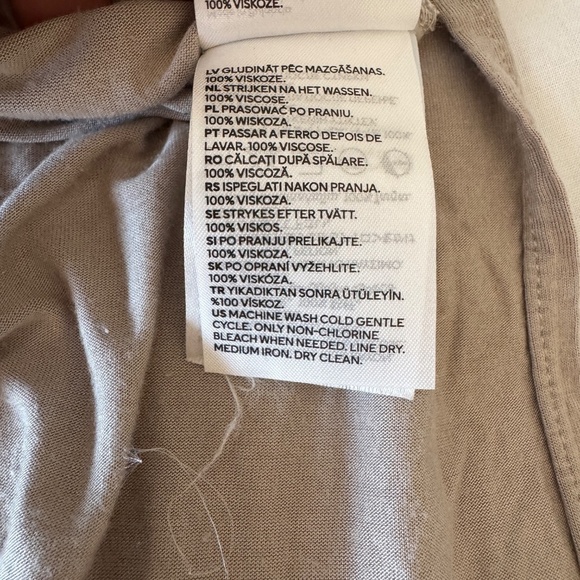 100% VISKOZE.
LV GLUDINĀT PĒC MAZGĀŠANAS.
100% VISKOZE.
NL STRIJKEN NA HET WASSEN.
100% VISCOSE.
PL PRASOWAĆ PO PRANIU.
100% WISKOZA.
PT PASSAR A FERRO DEPOIS DE
LAVAR. 100% VISCOSE.
RO CĂLCAȚI DUPĂ SPĂLARE.
100% VISCOZĂ.
RS ISPEGLATI NAKON PRANJA.
100% VISKOZA.
SE STRYKES EFTER TVÄTT.
100% VISKOS.
SI PO PRANJU PRELIKAJTE.
100% VISKOZA.
SK PO OPRANÍ VYŽEHLITE.
100% VISKÓZA.
TR YIKADIKTAN SONRA ÜTÜLEYİN.
%100 VİSKOZ.
US MACHINE WASH COLD GENTLE
CYCLE. ONLY NON-CHLORINE
BLEACH WHEN NEEDED. LINE DRY.
MEDIUM IRON. DRY CLEAN.